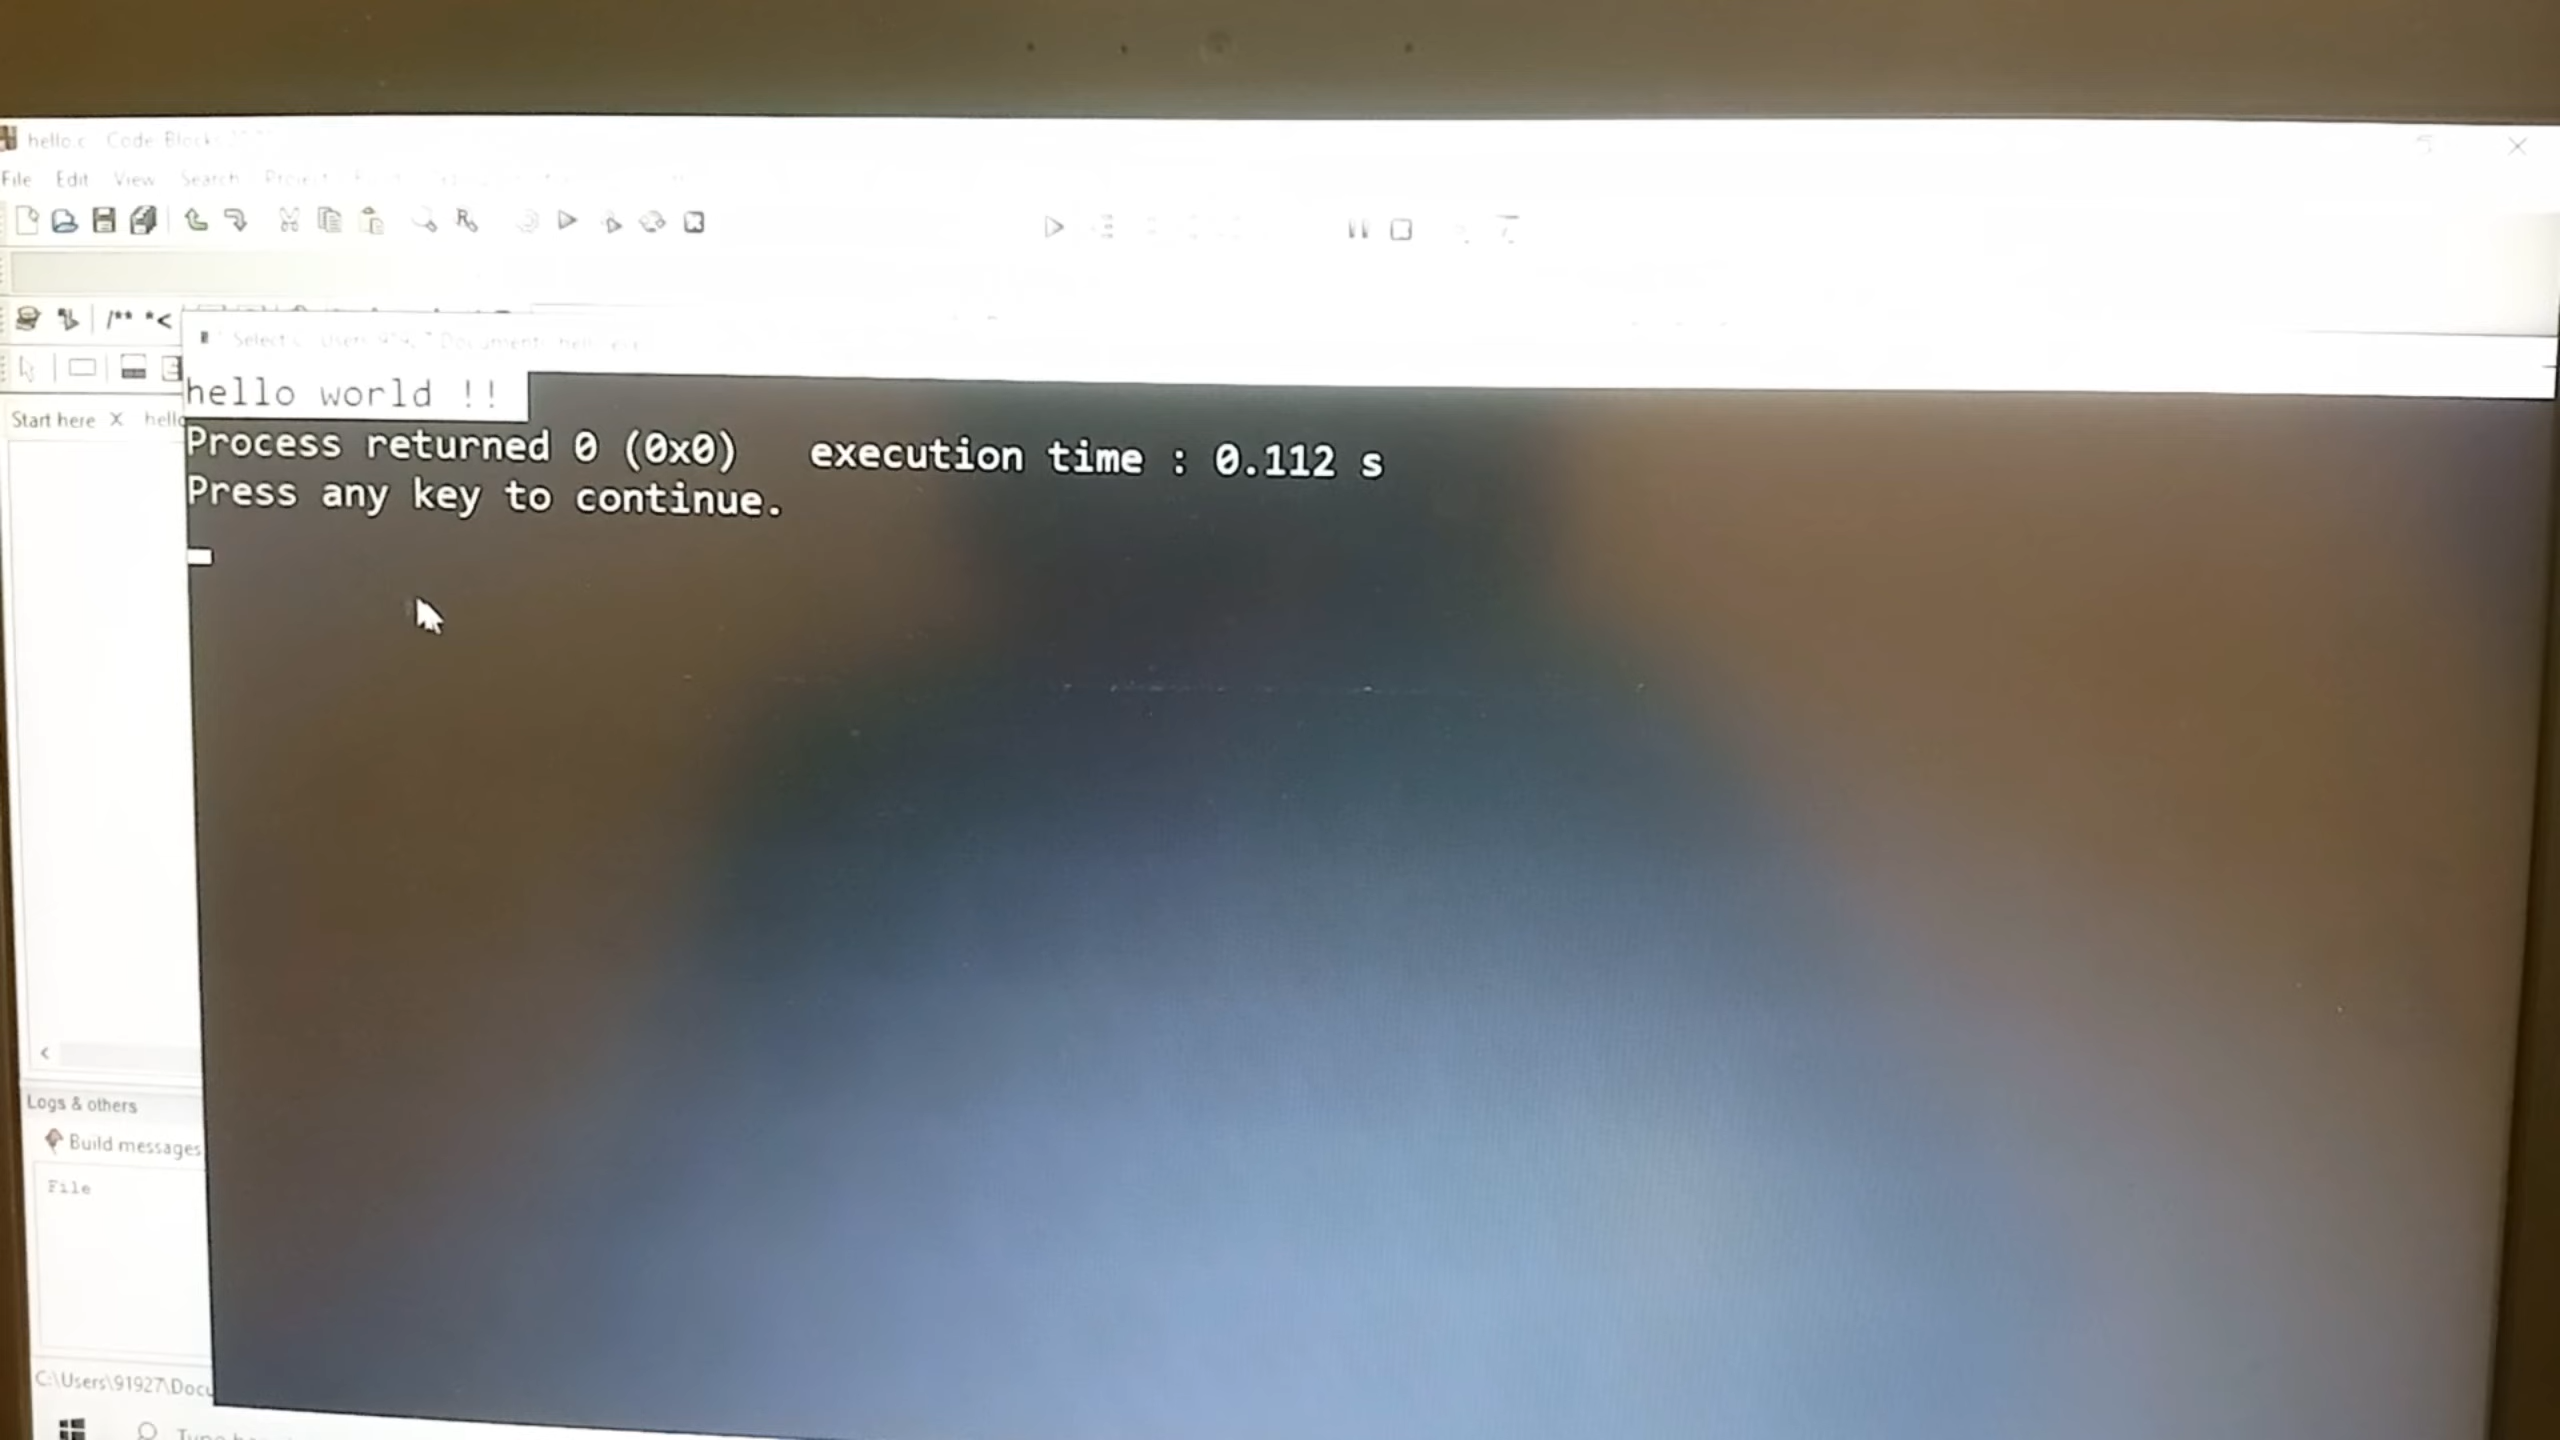 hello.c Code Blocks
File Edit View Search Project
/** *<
Select
hello world !!
Start here X hello
Process returned 0 (0x0) execution time : 0.112 s
Press any key to continue.
Logs & others
Build messages
File
C:\Users\91927\Docu